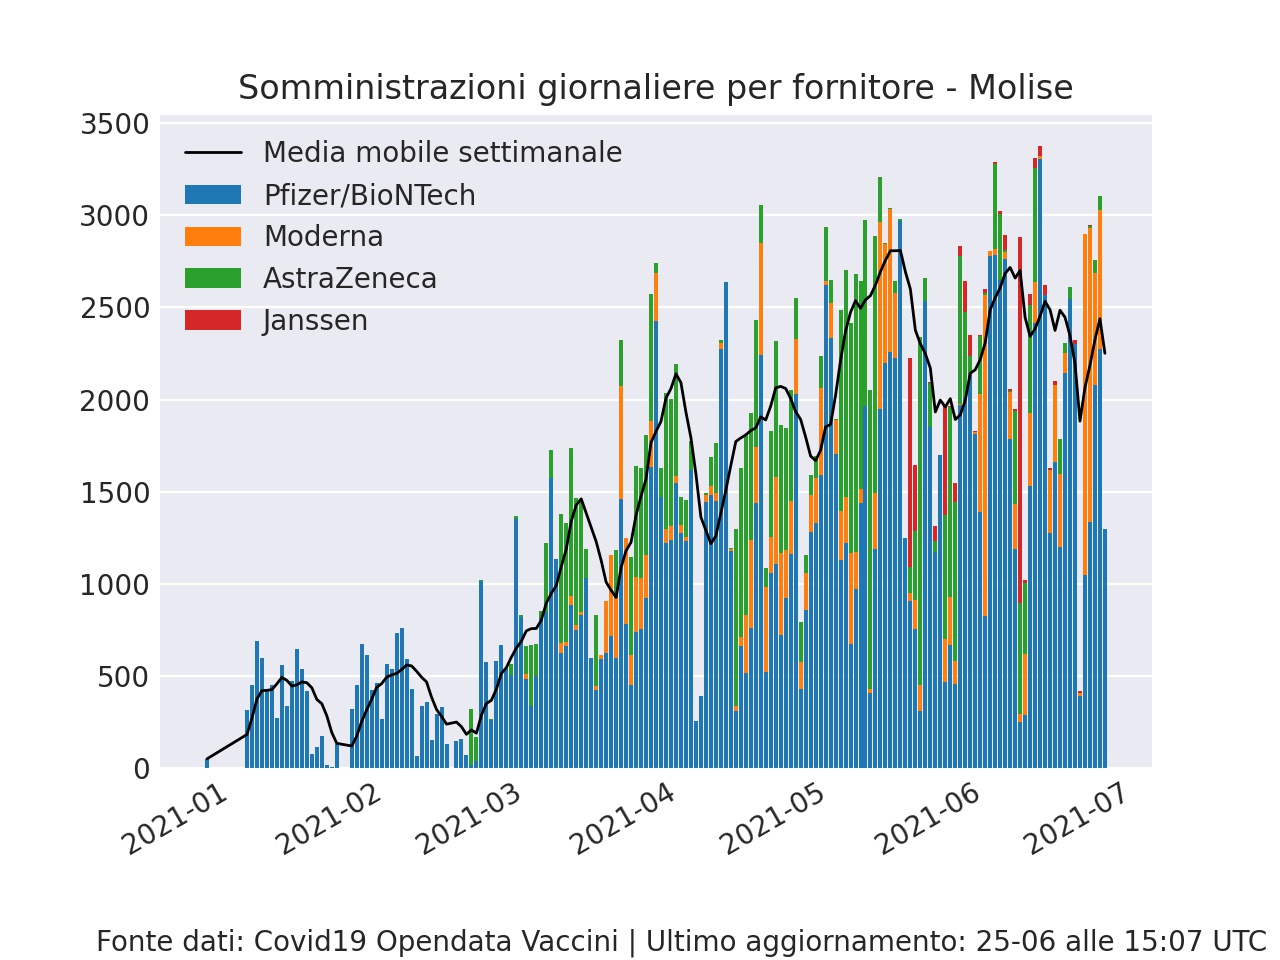 Somministrazioni giornaliere per fornitore - Molise
3500
3000
2500
2000
1500
1000
500
0
Media mobile settimanale
Pfizer/BioNTech
Moderna
AstraZeneca
Janssen
2021-01
2021-02
2021-03
2021-04
2021-05
2021-06
2021-07
Fonte dati: Covid19 Opendata Vaccini | Ultimo aggiornamento: 25-06 alle 15:07 UTC